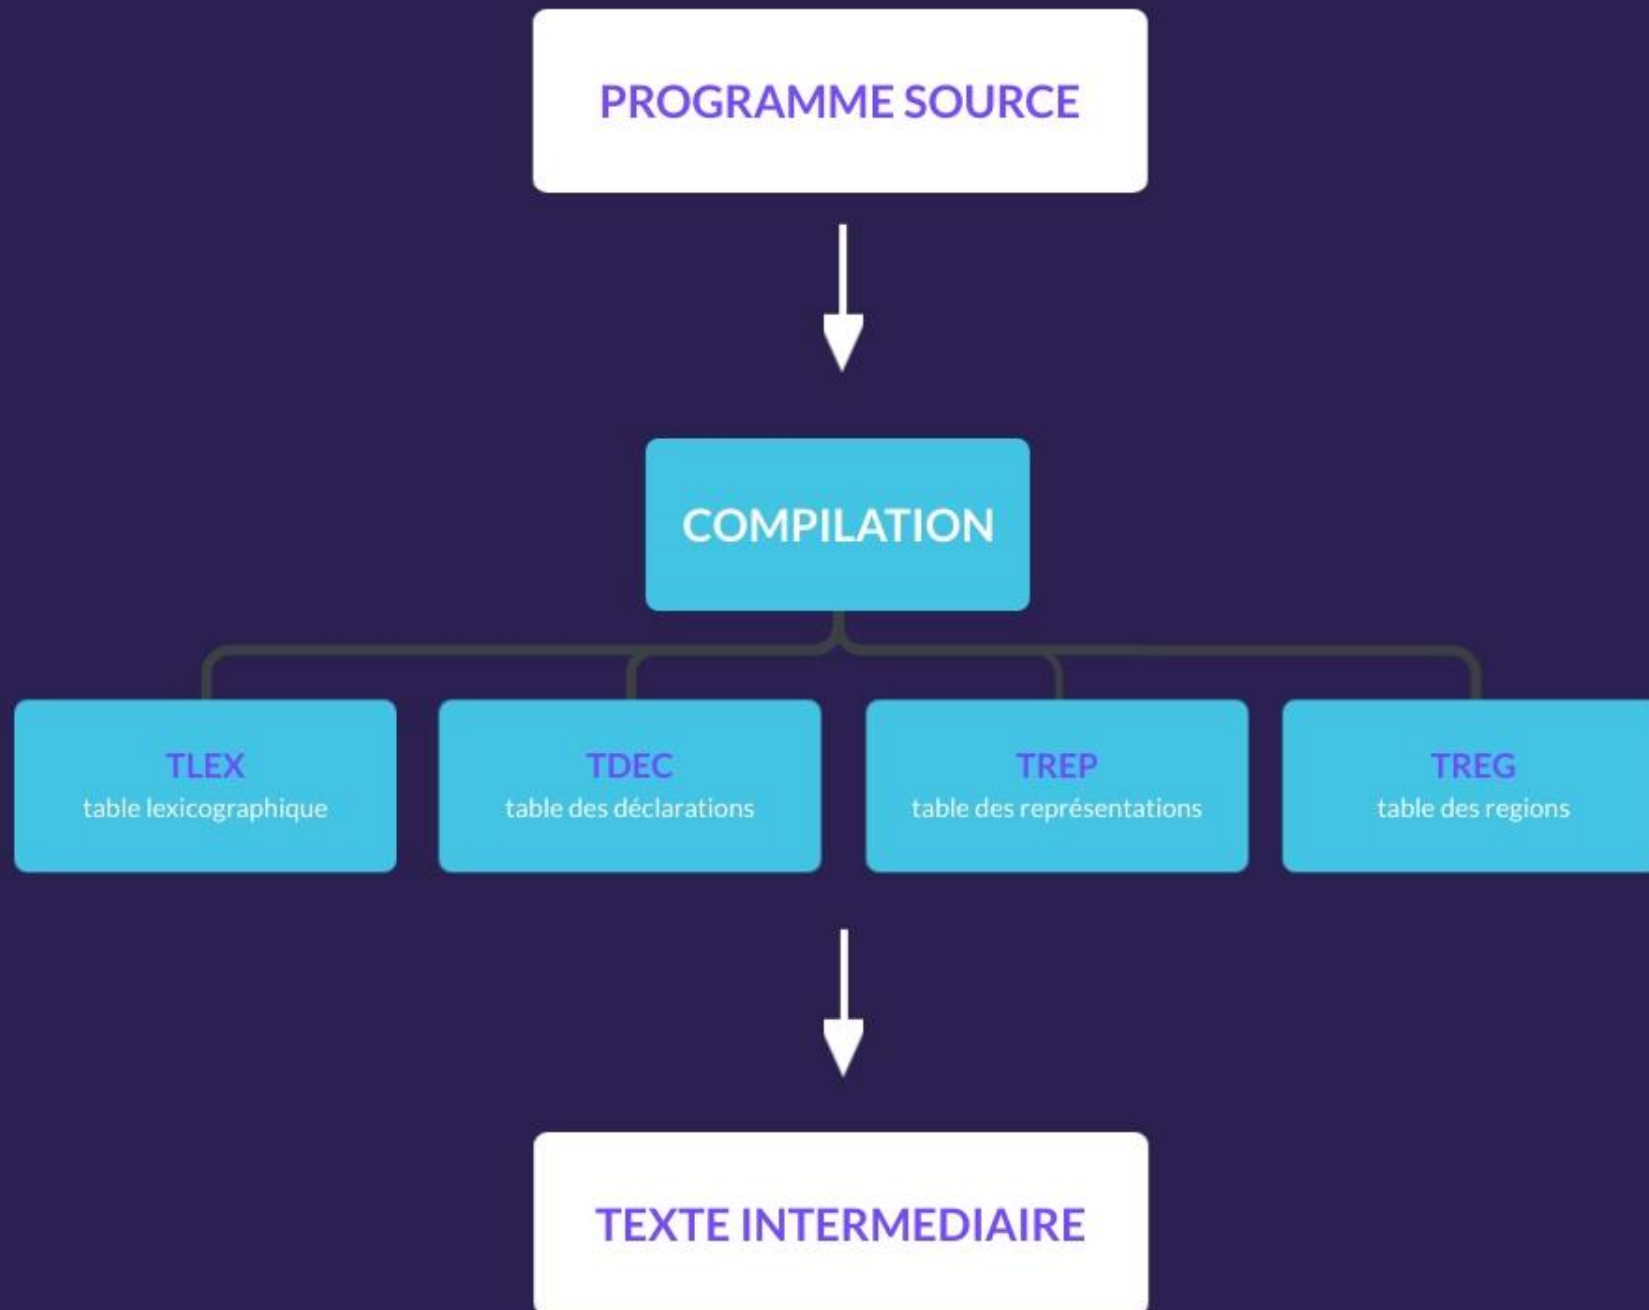 PROGRAMME SOURCE
COMPILATION
TLEX
table lexicographique
TDEC
table des déclarations
TREP
table des représentations
TREG
table des regions
TEXTE INTERMEDIAIRE